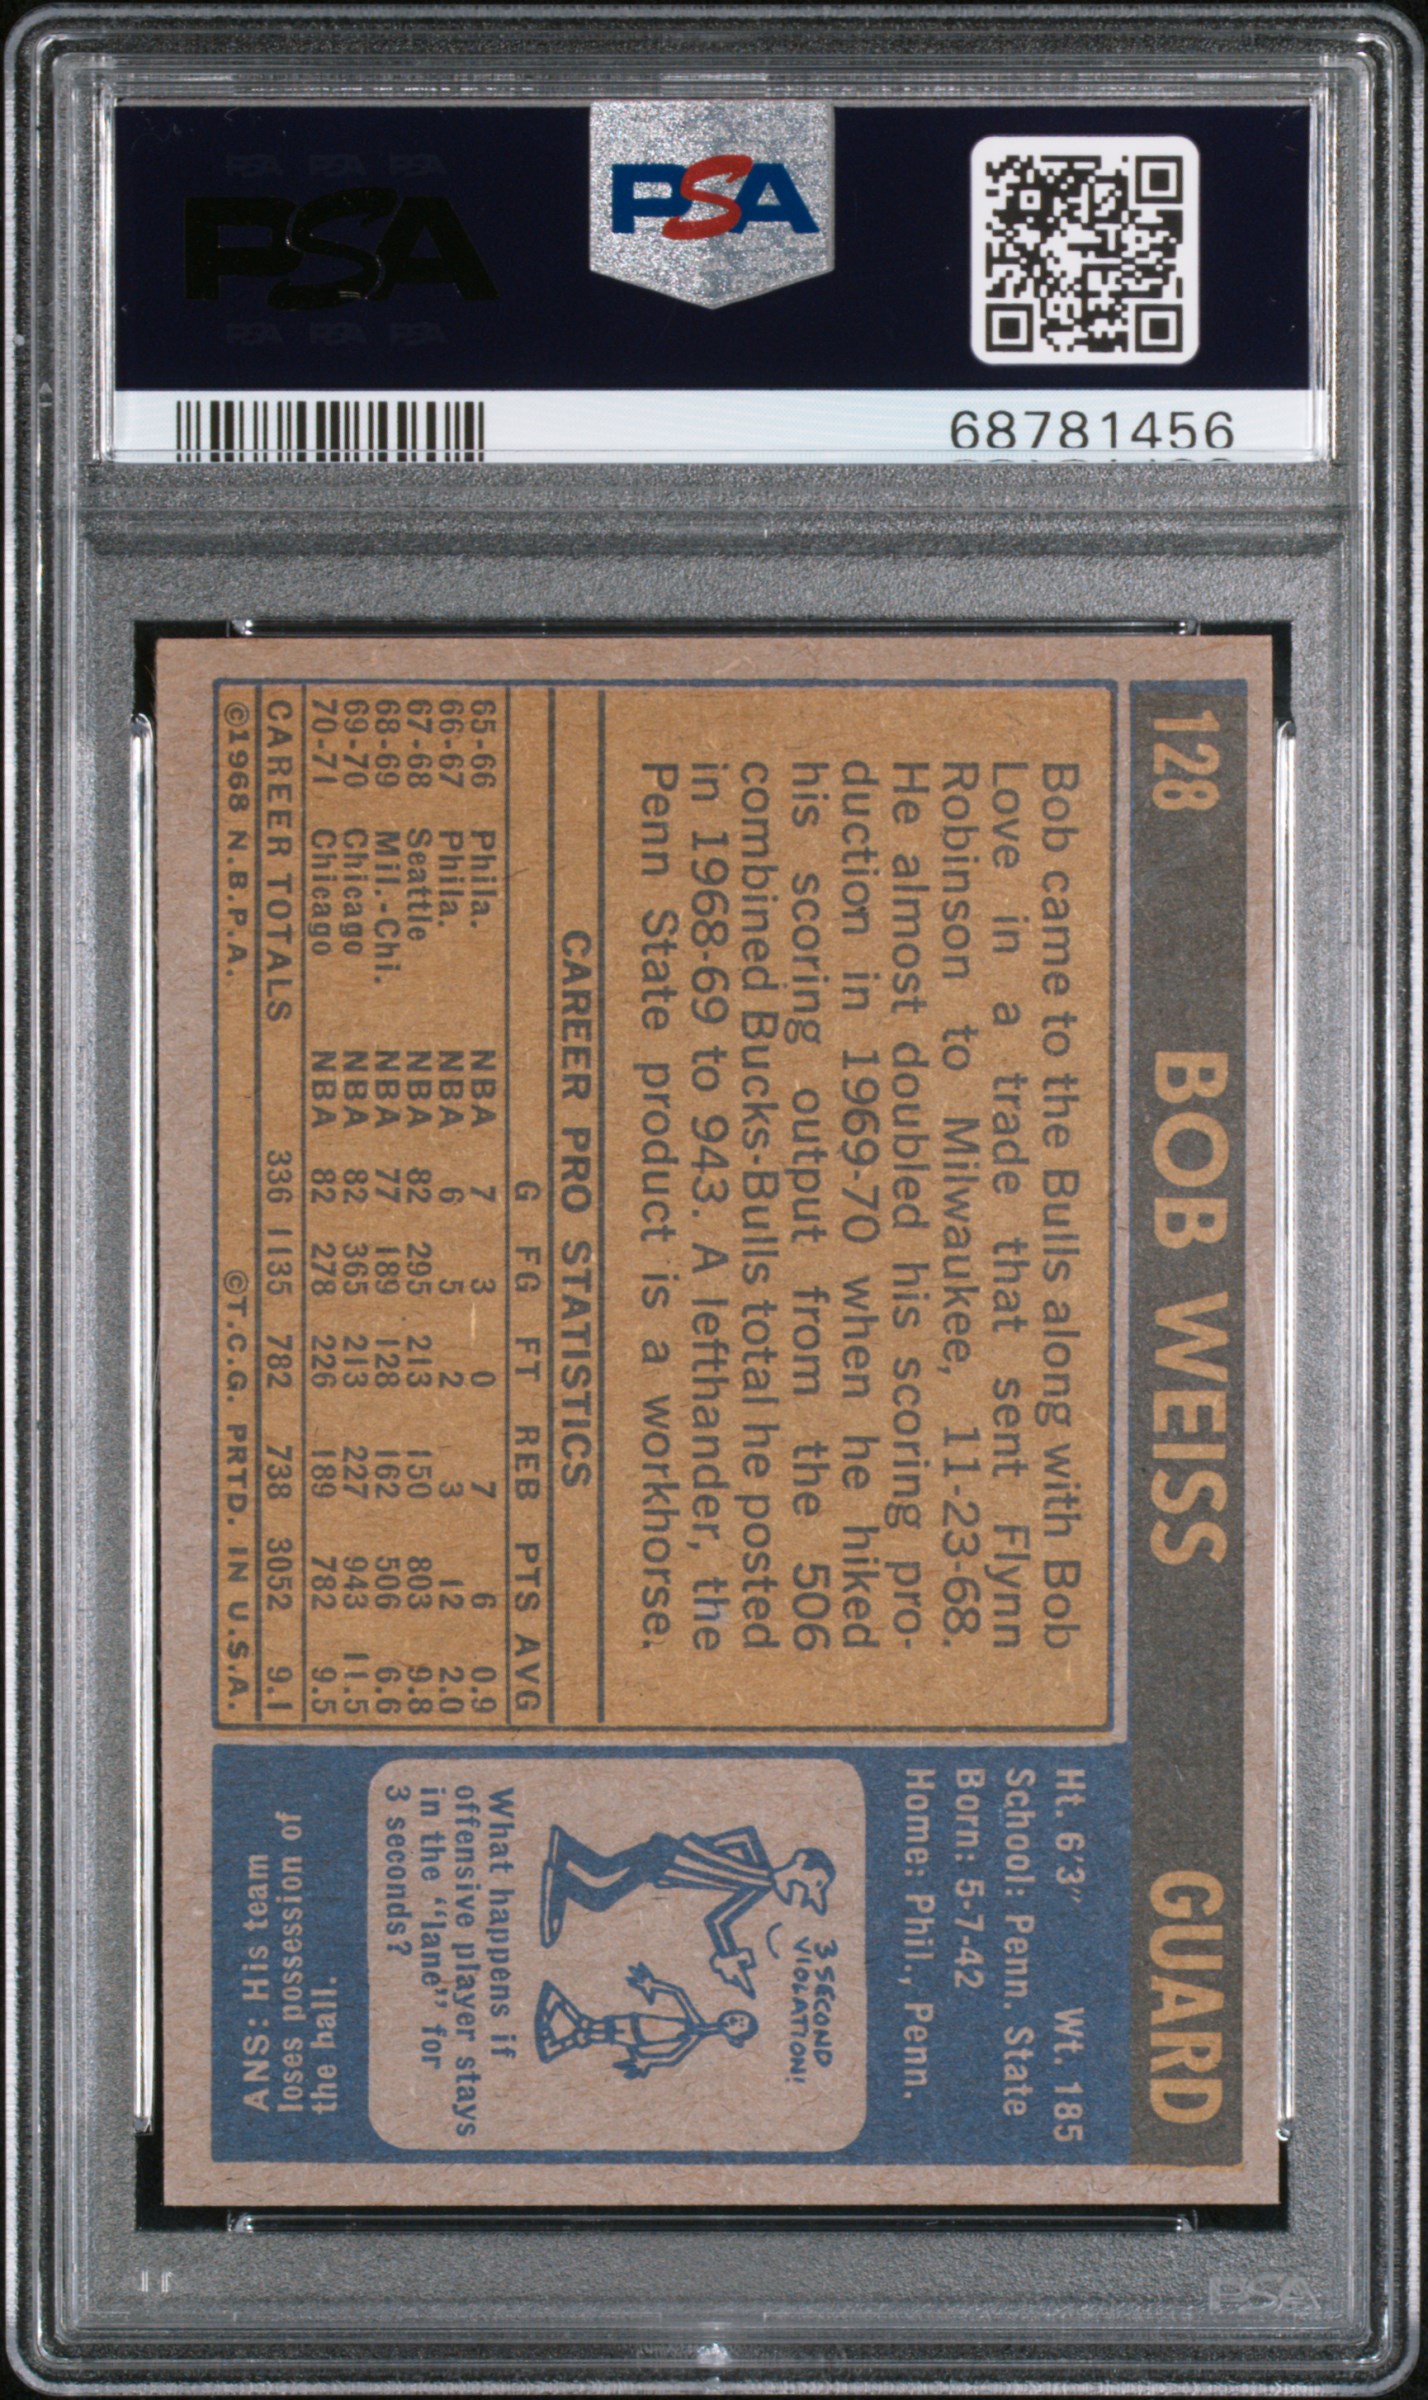 PSA PSA PSA
PSA
PSA PSA PSA
PSA
68781456
128 BOB WEISS GUARD
Bob came to the Bulls along with Bob
Love in a trade that sent Flynn
Robinson to Milwaukee, 11-23-68.
He almost doubled his scoring pro-
duction in 1969-70 when he hiked
his scoring output from the 506
combined Bucks-Bulls total he posted
in 1968-69 to 943. A lefthander, the
Penn State product is a workhorse.
CAREER PRO STATISTICS
G FG FT REB PTS AVG
65-66 Phila. NBA 7 3 0 7 6 0.9
66-67 Phila. NBA 6 5 2 3 12 2.0
67-68 Seattle NBA 82 295 213 150 803 9.8
68-69 Mil.-Chi. NBA 77 189 128 162 506 6.6
69-70 Chicago NBA 82 365 213 227 943 11.5
70-71 Chicago NBA 82 278 226 189 782 9.5
CAREER TOTALS 336 1135 782 738 3052 9.1
©1968 N.B.P.A. ©T.C.G. PRTD. IN U.S.A.
Ht. 6'3" Wt. 185
School: Penn. State
Born: 5-7-42
Home: Phil., Penn.
3 SECOND
VIOLATION!
What happens if
offensive player stays
in the "lane" for
3 seconds?
ANS: His team
loses possession of
the ball.
PSA